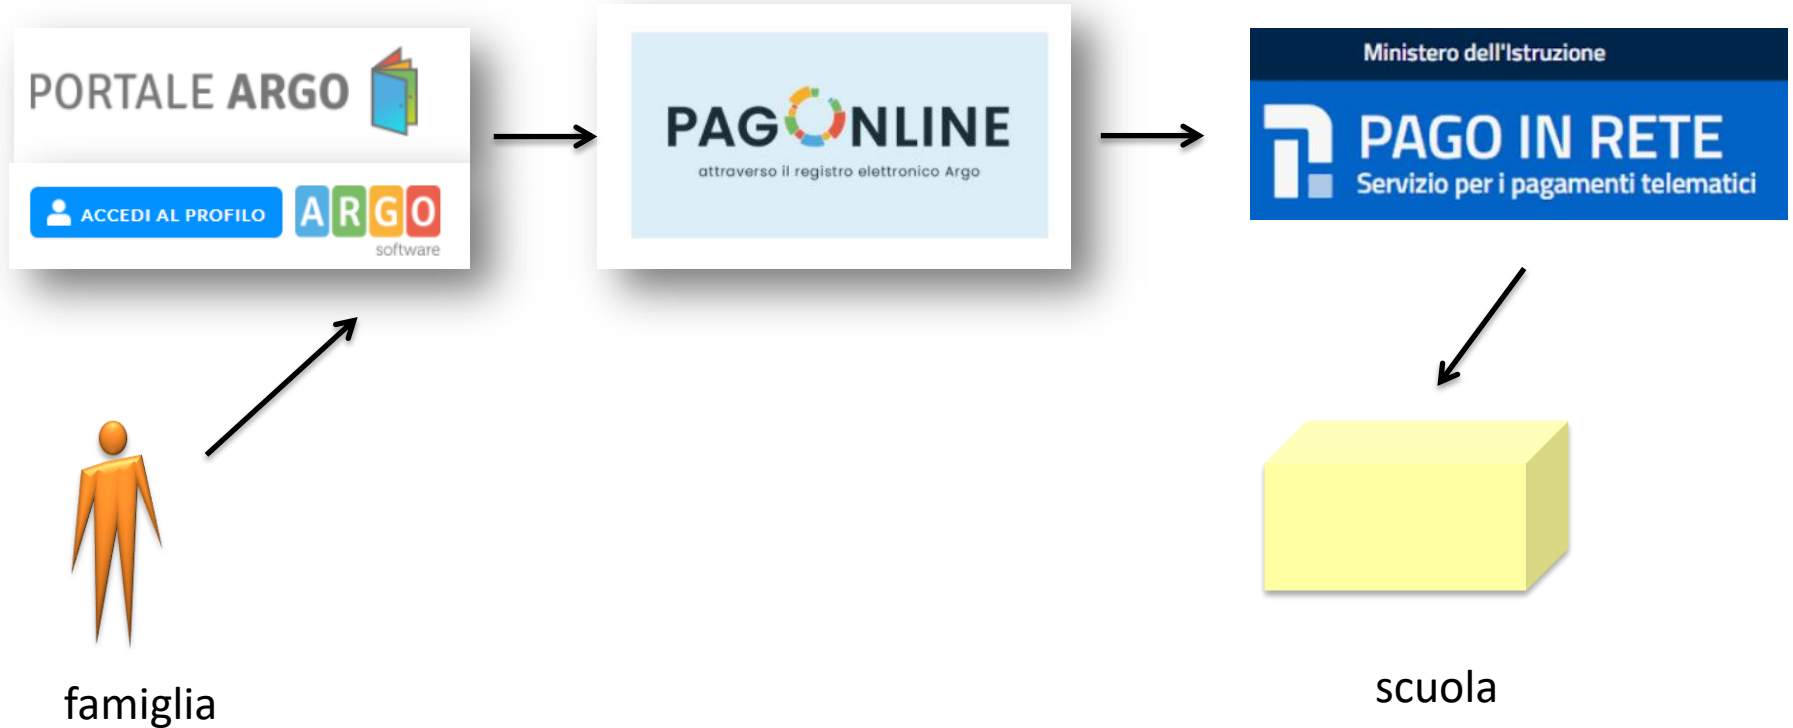 PORTALE ARGO
ACCEDI AL PROFILO
ARGO
software
PAGONLINE
attraverso il registro elettronico Argo
Ministero dell'Istruzione
PAGO IN RETE
Servizio per i pagamenti telematici
famiglia
scuola